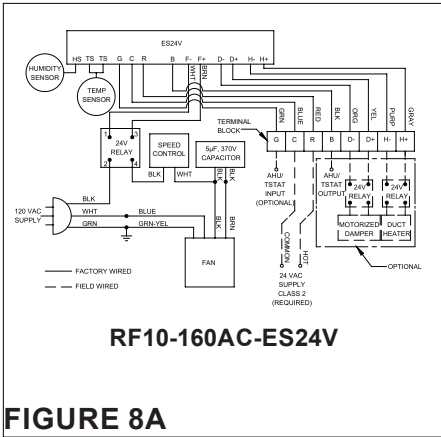 ES24V
HS TS TS G C R B F- F+ D- D+ H- H+
HUMIDITY
SENSOR
TEMP
SENSOR
WHT
BRN
GRN
BLUE
RED
BLK
ORG
YEL
PURP
GRAY
TERMINAL
BLOCK
G C R B D- D+ H- H+
1 3
24V
RELAY
2 4
SPEED
CONTROL
5µF, 370V
CAPACITOR
BLK WHT
BLK
BLK
AHU/
TSTAT
INPUT
(OPTIONAL)
AHU/
TSTAT
OUTPUT
24V
RELAY
24V
RELAY
MOTORIZED
DAMPER
DUCT
HEATER
OPTIONAL
COMMON
HOT
24 VAC
SUPPLY
CLASS 2
(REQUIRED)
120 VAC
SUPPLY
BLK
WHT BLUE
GRN GRN-YEL
BLK
BRN
FAN
FACTORY WIRED
FIELD WIRED
RF10-160AC-ES24V
FIGURE 8A